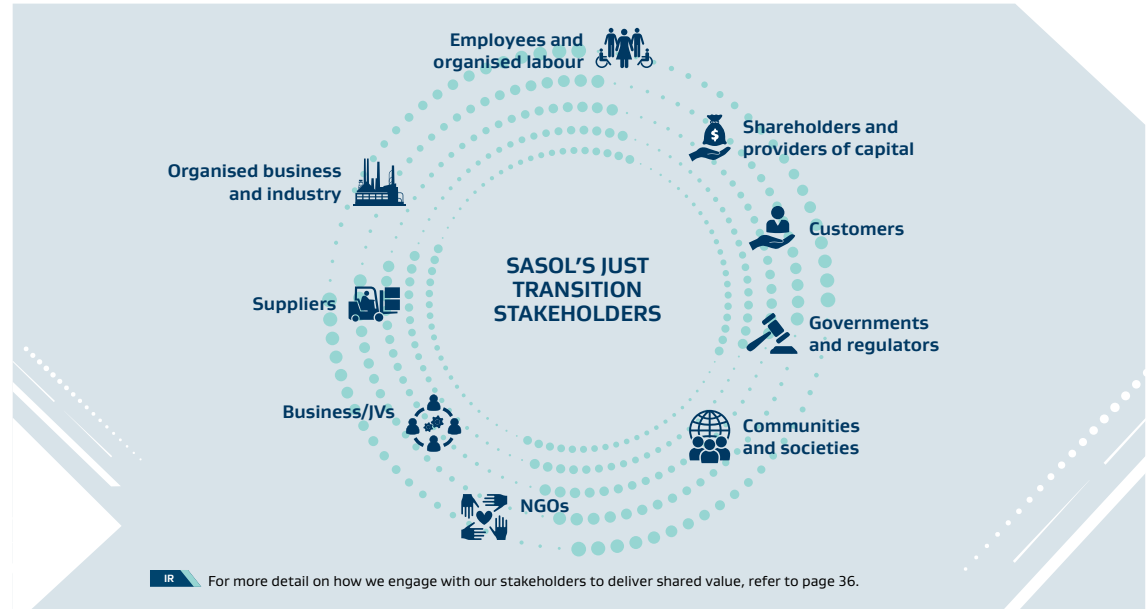 Employees and
organised labour
Shareholders and
providers of capital
Organised business
and industry
Customers
SASOL'S JUST
TRANSITION
STAKEHOLDERS
Suppliers
Governments
and regulators
Business/JVs
Communities
and societies
NGOs
IR For more detail on how we engage with our stakeholders to deliver shared value, refer to page 36.